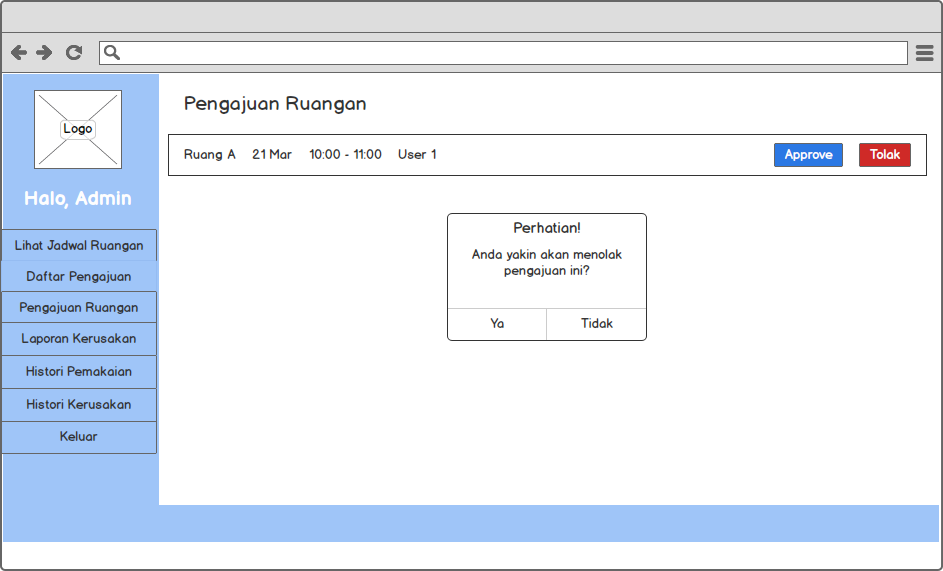 Logo
Halo, Admin
Lihat Jadwal Ruangan
Daftar Pengajuan
Pengajuan Ruangan
Laporan Kerusakan
Histori Pemakaian
Histori Kerusakan
Keluar
Pengajuan Ruangan
Ruang A 21 Mar 10:00 - 11:00 User 1 Approve Tolak
Perhatian!
Anda yakin akan menolak
pengajuan ini?
Ya Tidak